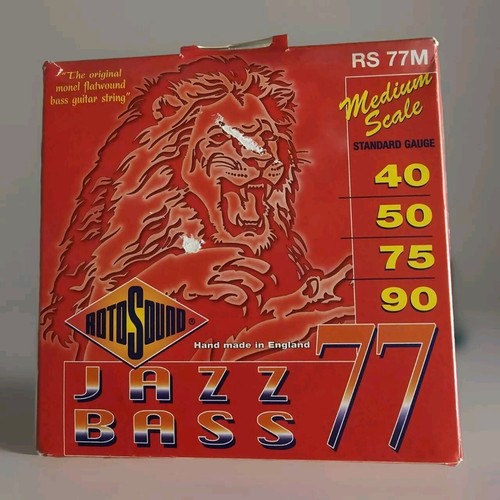 RS 77M
"The original
monel flatwound
bass guitar string"
Medium
Scale
STANDARD GAUGE
40
50
75
90
ROTOSOUND®
Hand made in England
JAZZ
BASS
77